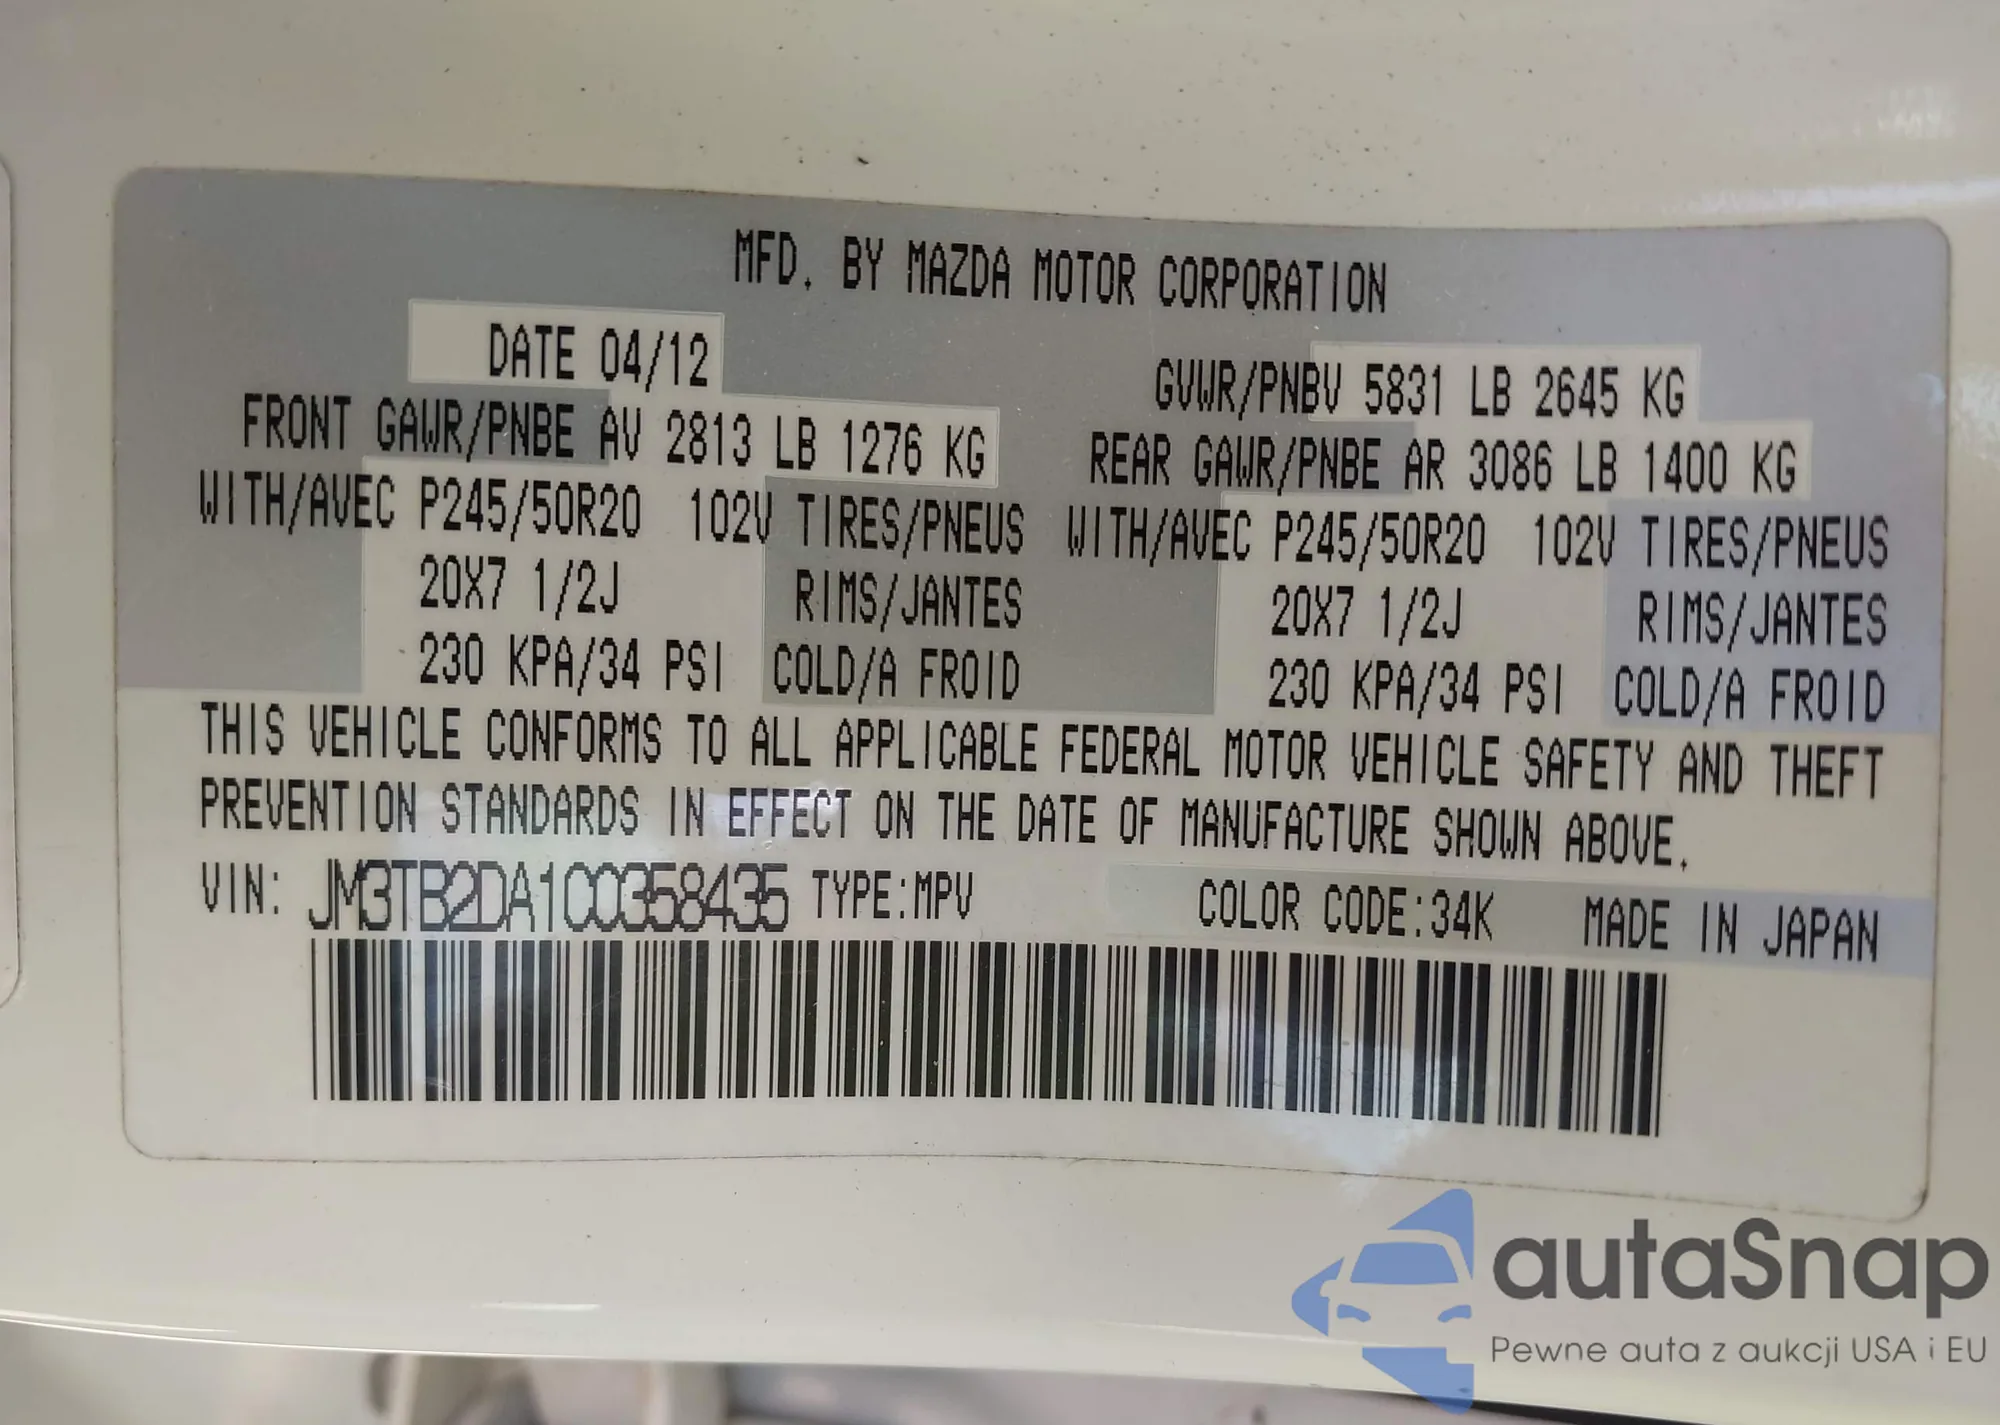 MFD. BY MAZDA MOTOR CORPORATION
DATE 04/12
GVWR/PNBV 5831 LB 2645 KG
FRONT GAWR/PNBE AV 2813 LB 1276 KG
REAR GAWR/PNBE AR 3086 LB 1400 KG
WITH/AVEC P245/50R20 102V TIRES/PNEUS
WITH/AVEC P245/50R20 102V TIRES/PNEUS
20X7 1/2J RIMS/JANTES
20X7 1/2J RIMS/JANTES
230 KPA/34 PSI COLD/A FROID
230 KPA/34 PSI COLD/A FROID
THIS VEHICLE CONFORMS TO ALL APPLICABLE FEDERAL MOTOR VEHICLE SAFETY AND THEFT
PREVENTION STANDARDS IN EFFECT ON THE DATE OF MANUFACTURE SHOWN ABOVE.
VIN: JM3TB2DA1C0358435 TYPE:MPV COLOR CODE:34K MADE IN JAPAN
autaSnap
Pewne auta z aukcji USA i EU